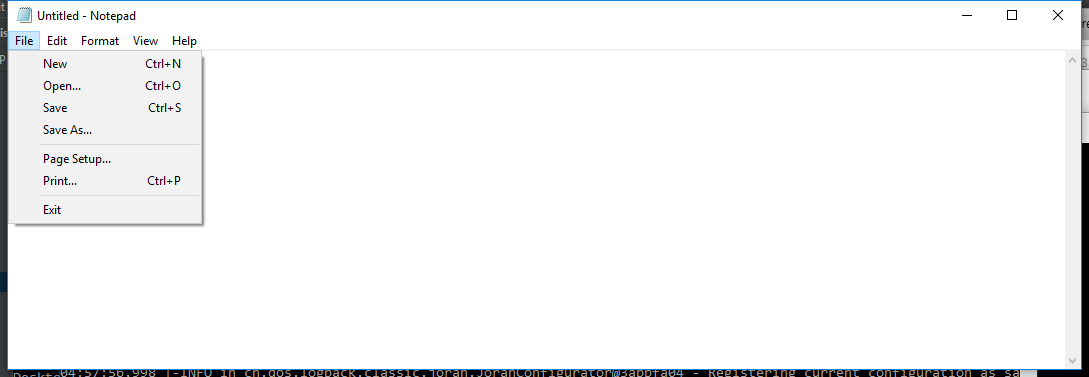 Untitled - Notepad
File Edit Format View Help
New Ctrl+N
Open... Ctrl+O
Save Ctrl+S
Save As...
Page Setup...
Print... Ctrl+P
Exit
04:57:56,998 |-INFO in ch.qos.logback.classic.joran.JoranConfigurator@3abbfa04 - Registering current configuration as sa